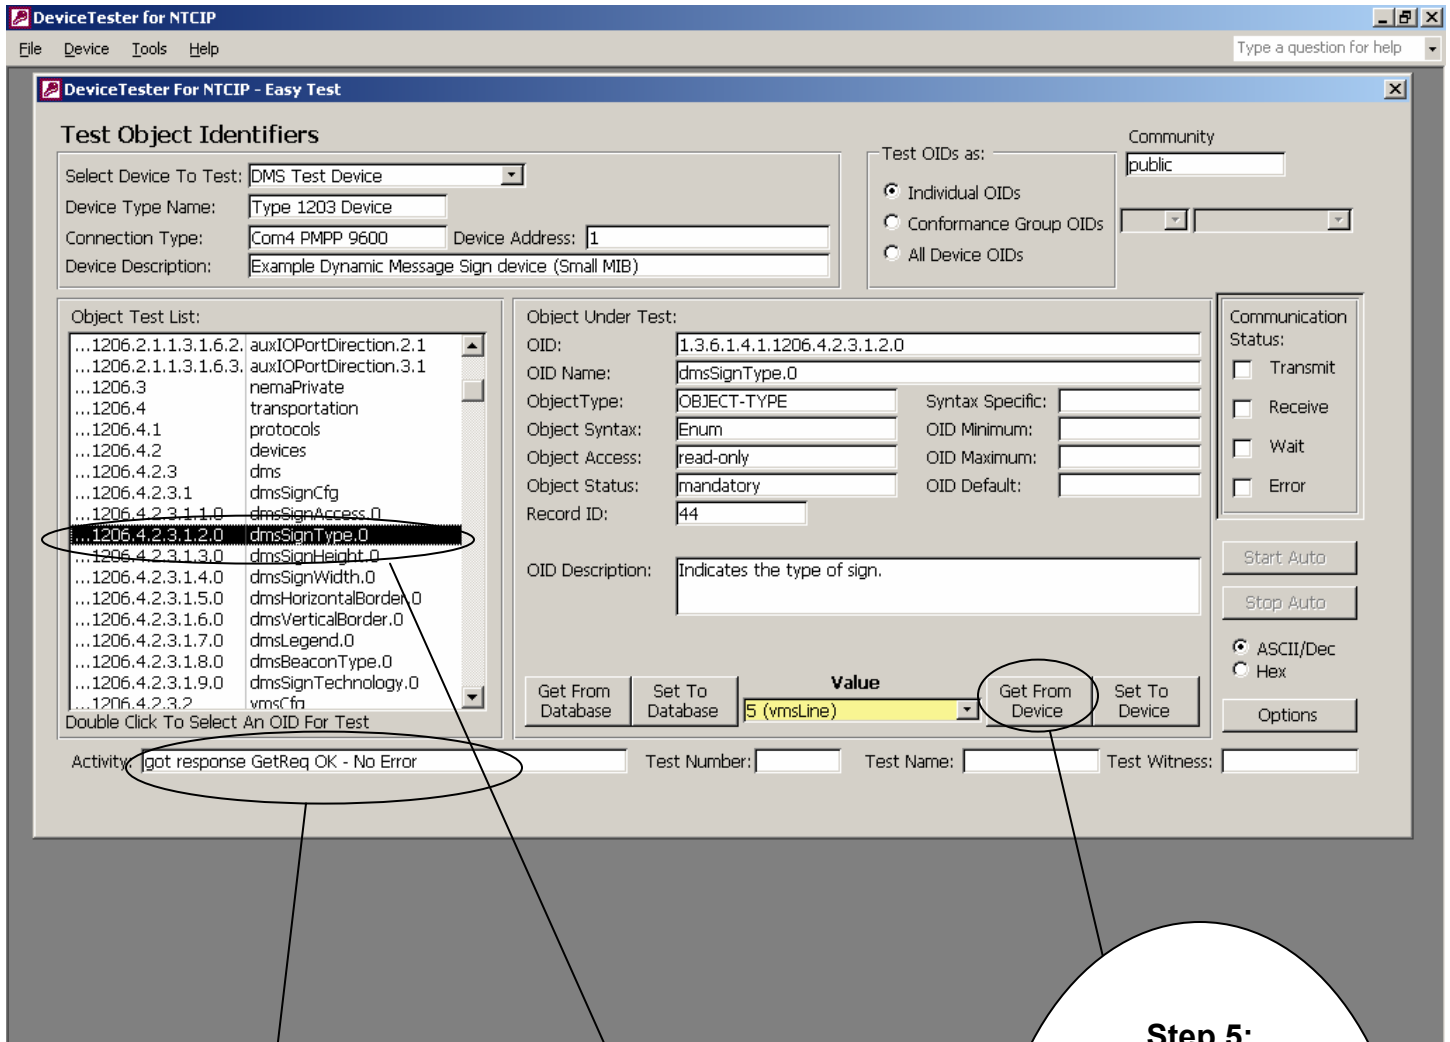 DeviceTester for NTCIP
File Device Tools Help
Type a question for help
DeviceTester For NTCIP - Easy Test
Test Object Identifiers
Select Device To Test: DMS Test Device
Device Type Name: Type 1203 Device
Connection Type: Com4 PMPP 9600 Device Address: 1
Device Description: Example Dynamic Message Sign device (Small MIB)
Test OIDs as:
Individual OIDs
Conformance Group OIDs
All Device OIDs
Community
public
Object Test List:
...1206.2.1.1.3.1.6.2. auxIOPortDirection.2.1
...1206.2.1.1.3.1.6.3. auxIOPortDirection.3.1
...1206.3 nemaPrivate
...1206.4 transportation
...1206.4.1 protocols
...1206.4.2 devices
...1206.4.2.3 dms
...1206.4.2.3.1 dmsSignCfg
...1206.4.2.3.1.1.0 dmsSignAccess.0
...1206.4.2.3.1.2.0 dmsSignType.0
...1206.4.2.3.1.3.0 dmsSignHeight.0
...1206.4.2.3.1.4.0 dmsSignWidth.0
...1206.4.2.3.1.5.0 dmsHorizontalBorder.0
...1206.4.2.3.1.6.0 dmsVerticalBorder.0
...1206.4.2.3.1.7.0 dmsLegend.0
...1206.4.2.3.1.8.0 dmsBeaconType.0
...1206.4.2.3.1.9.0 dmsSignTechnology.0
...1206.4.2.3.2 vmsCfg
Double Click To Select An OID For Test
Object Under Test:
OID: 1.3.6.1.4.1.1206.4.2.3.1.2.0
OID Name: dmsSignType.0
ObjectType: OBJECT-TYPE Syntax Specific:
Object Syntax: Enum OID Minimum:
Object Access: read-only OID Maximum:
Object Status: mandatory OID Default:
Record ID: 44
OID Description: Indicates the type of sign.
Get From Database
Set To Database
Value
5 (vmsLine)
Get From Device
Set To Device
Communication Status:
Transmit
Receive
Wait
Error
Start Auto
Stop Auto
ASCII/Dec
Hex
Options
Activity: got response GetReq OK - No Error Test Number: Test Name: Test Witness:
Step 5: